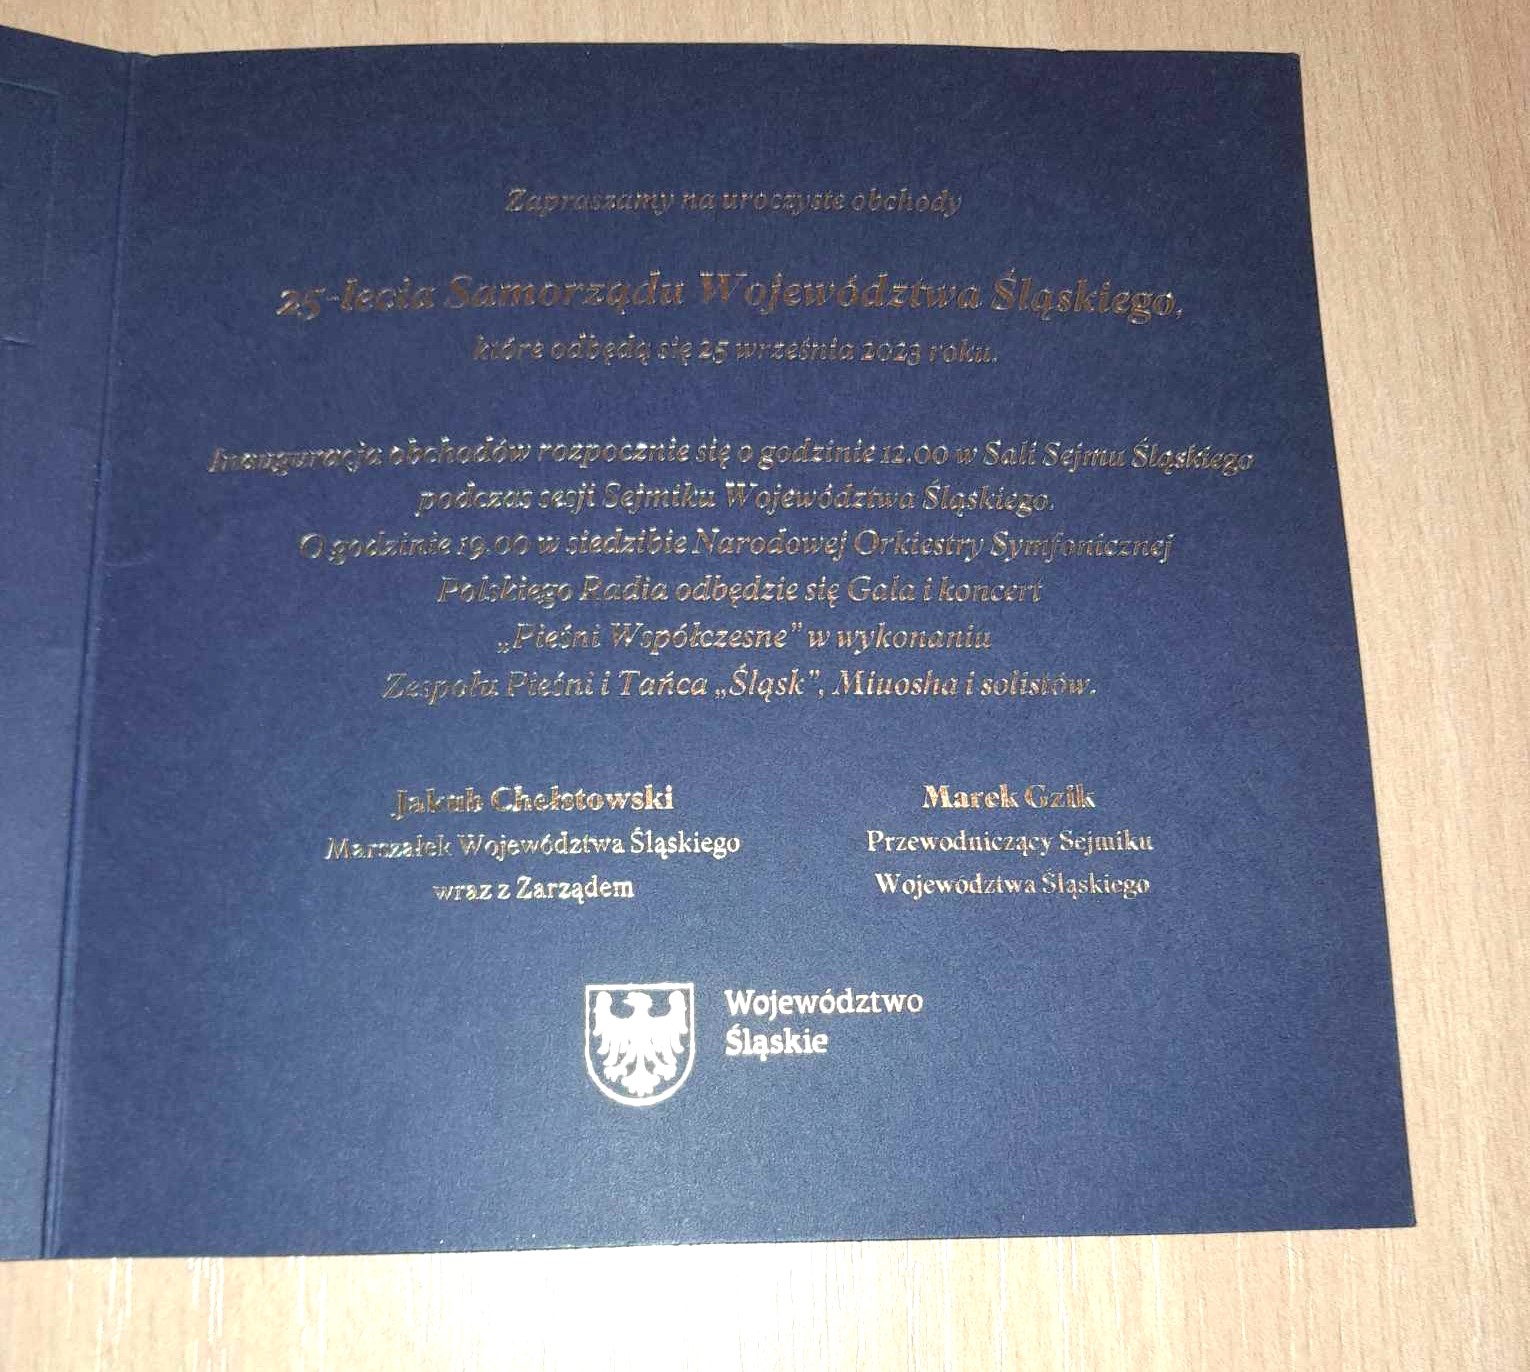 Zapraszamy na uroczyste obchody
25-lecia Samorządu Województwa Śląskiego,
które odbędą się 25 września 2023 roku.
Inauguracja obchodów rozpocznie się o godzinie 12.00 w Sali Sejmu Śląskiego
podczas sesji Sejmiku Województwa Śląskiego.
O godzinie 19.00 w siedzibie Narodowej Orkiestry Symfonicznej
Polskiego Radia odbędzie się Gala i koncert
„Pieśni Współczesne” w wykonaniu
Zespołu Pieśni i Tańca „Śląsk”, Miuosha i solistów.
Jakub Chełstowski
Marszałek Województwa Śląskiego
wraz z Zarządem
Marek Gzik
Przewodniczący Sejmiku
Województwa Śląskiego
Województwo
Śląskie